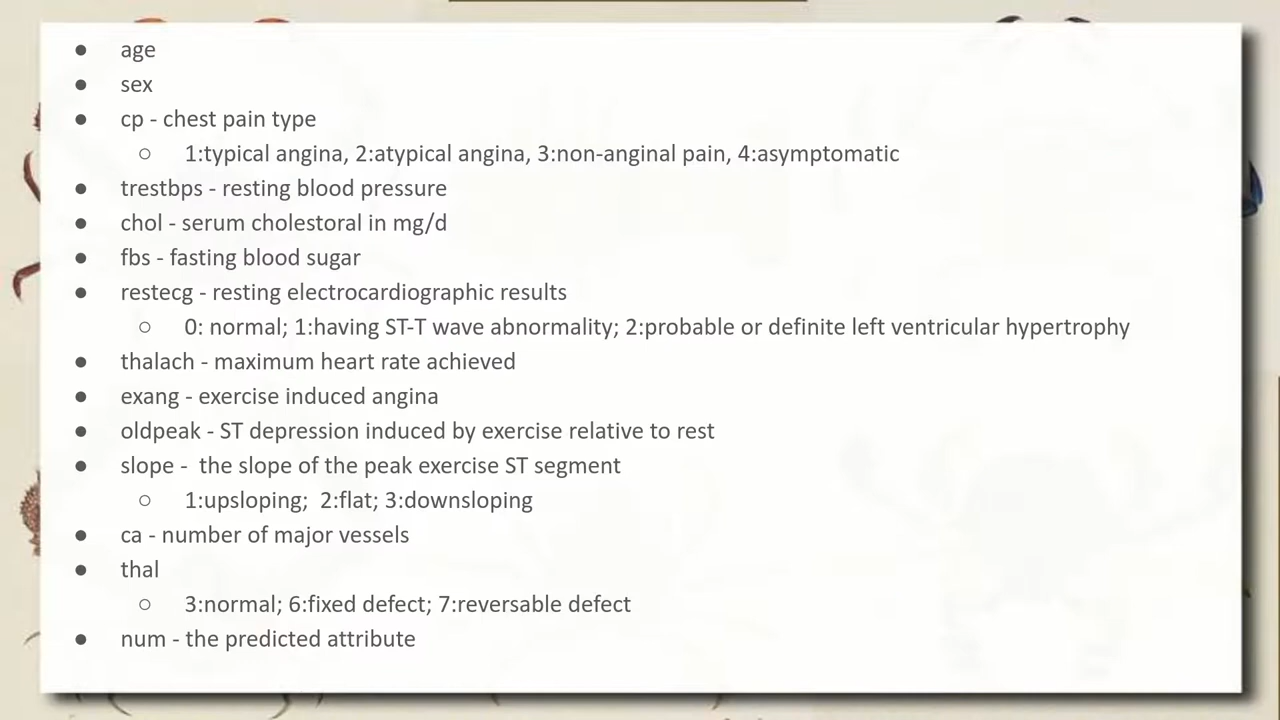 ● age
● sex
● cp - chest pain type
○ 1:typical angina, 2:atypical angina, 3:non-anginal pain, 4:asymptomatic
● trestbps - resting blood pressure
● chol - serum cholestoral in mg/d
● fbs - fasting blood sugar
● restecg - resting electrocardiographic results
○ 0: normal; 1:having ST-T wave abnormality; 2:probable or definite left ventricular hypertrophy
● thalach - maximum heart rate achieved
● exang - exercise induced angina
● oldpeak - ST depression induced by exercise relative to rest
● slope -  the slope of the peak exercise ST segment
○ 1:upsloping;  2:flat; 3:downsloping
● ca - number of major vessels
● thal
○ 3:normal; 6:fixed defect; 7:reversable defect
● num - the predicted attribute